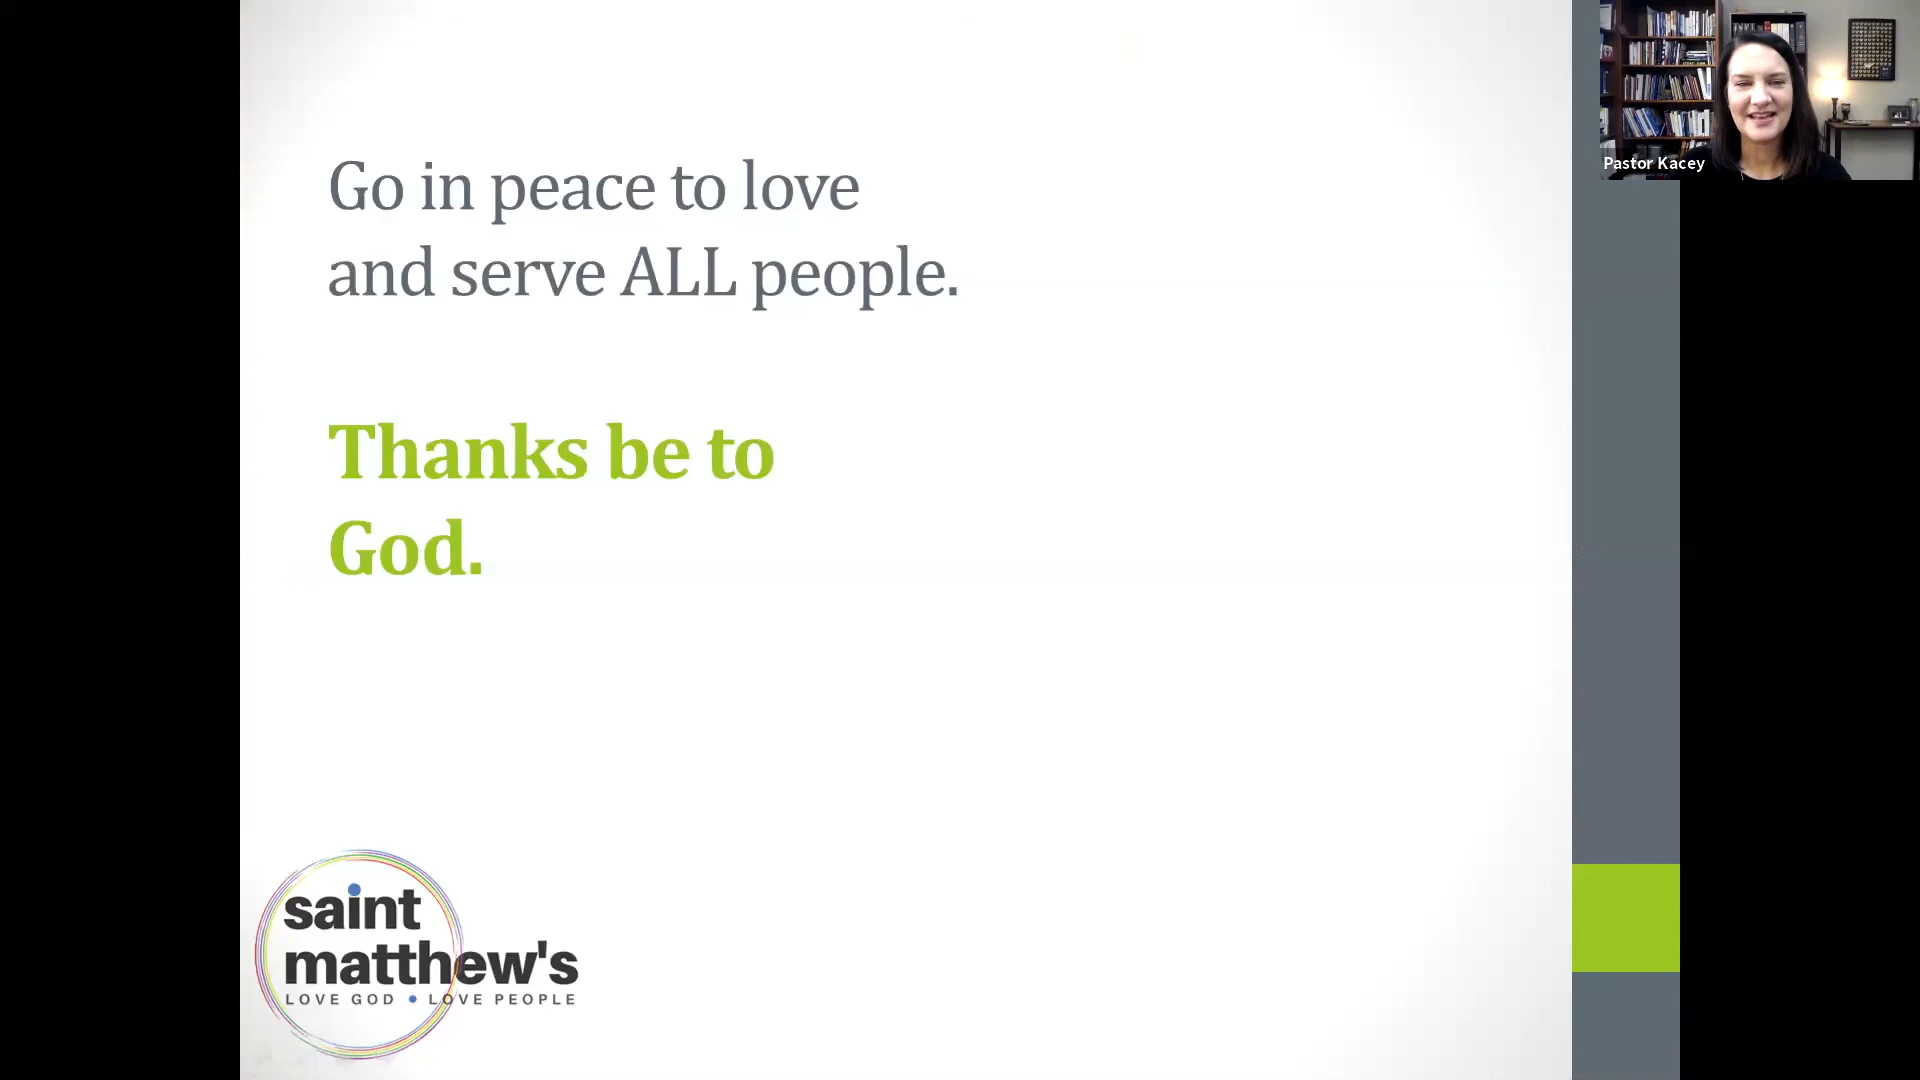 Go in peace to love
and serve ALL people.
Thanks be to
God.
Pastor Kacey
saint
matthew's
LOVE GOD • LOVE PEOPLE